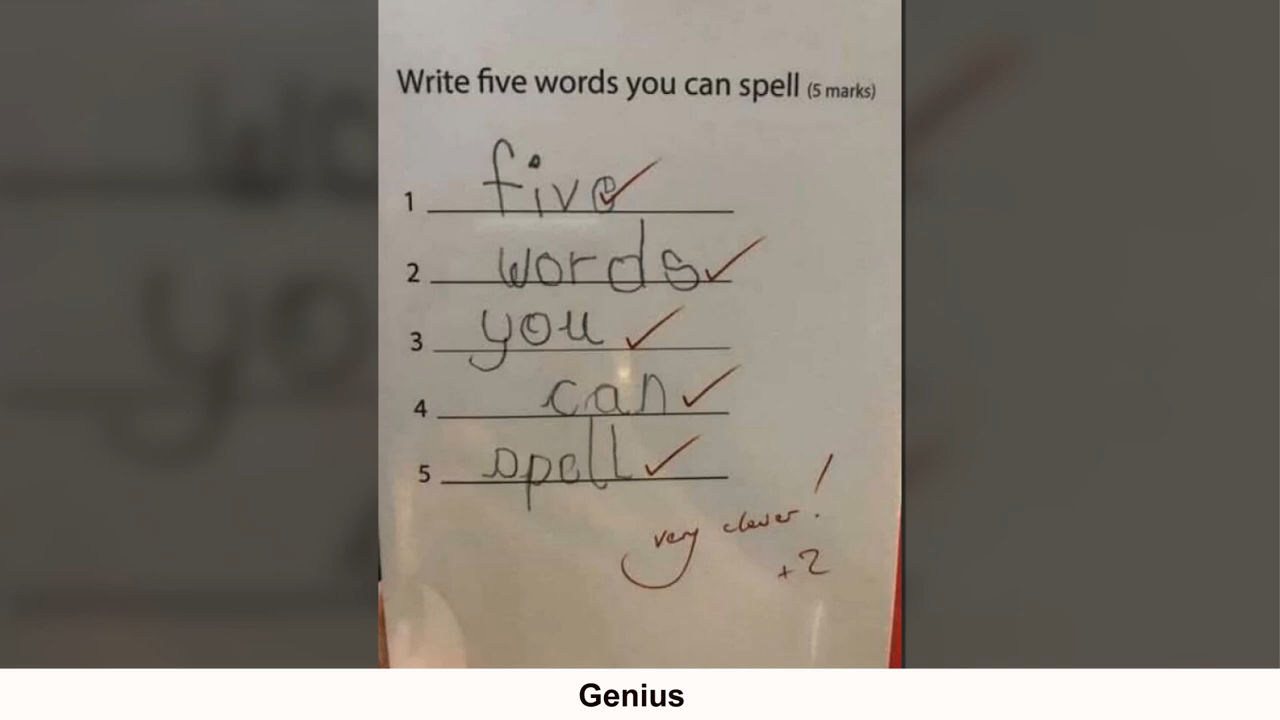 Write five words you can spell (5 marks)
1 five
2 words
3 you
4 can
5 spell
very clever!
+2
Genius